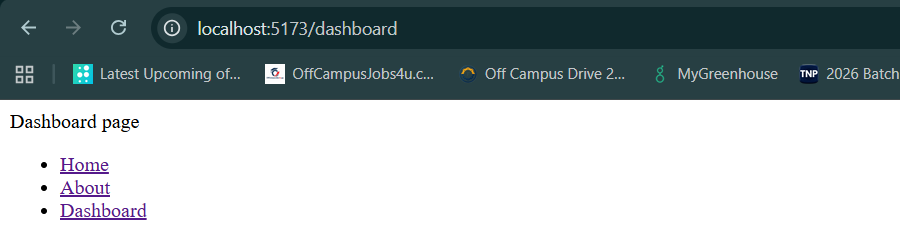 localhost:5173/dashboard
Latest Upcoming of... OffCampusJobs4u.c... Off Campus Drive 2... MyGreenhouse TNP 2026 Batch
Dashboard page
Home
About
Dashboard